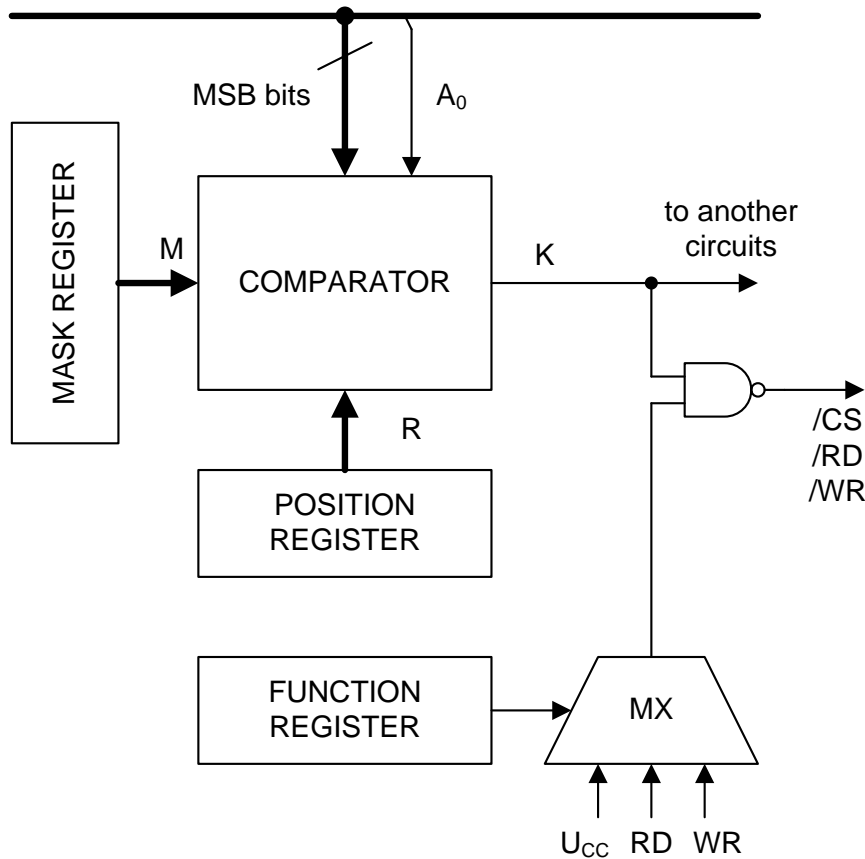 MSB bits
A₀
MASK REGISTER
M
COMPARATOR
K
to another
circuits
R
/CS
/RD
/WR
POSITION
REGISTER
FUNCTION
REGISTER
MX
U_CC RD WR